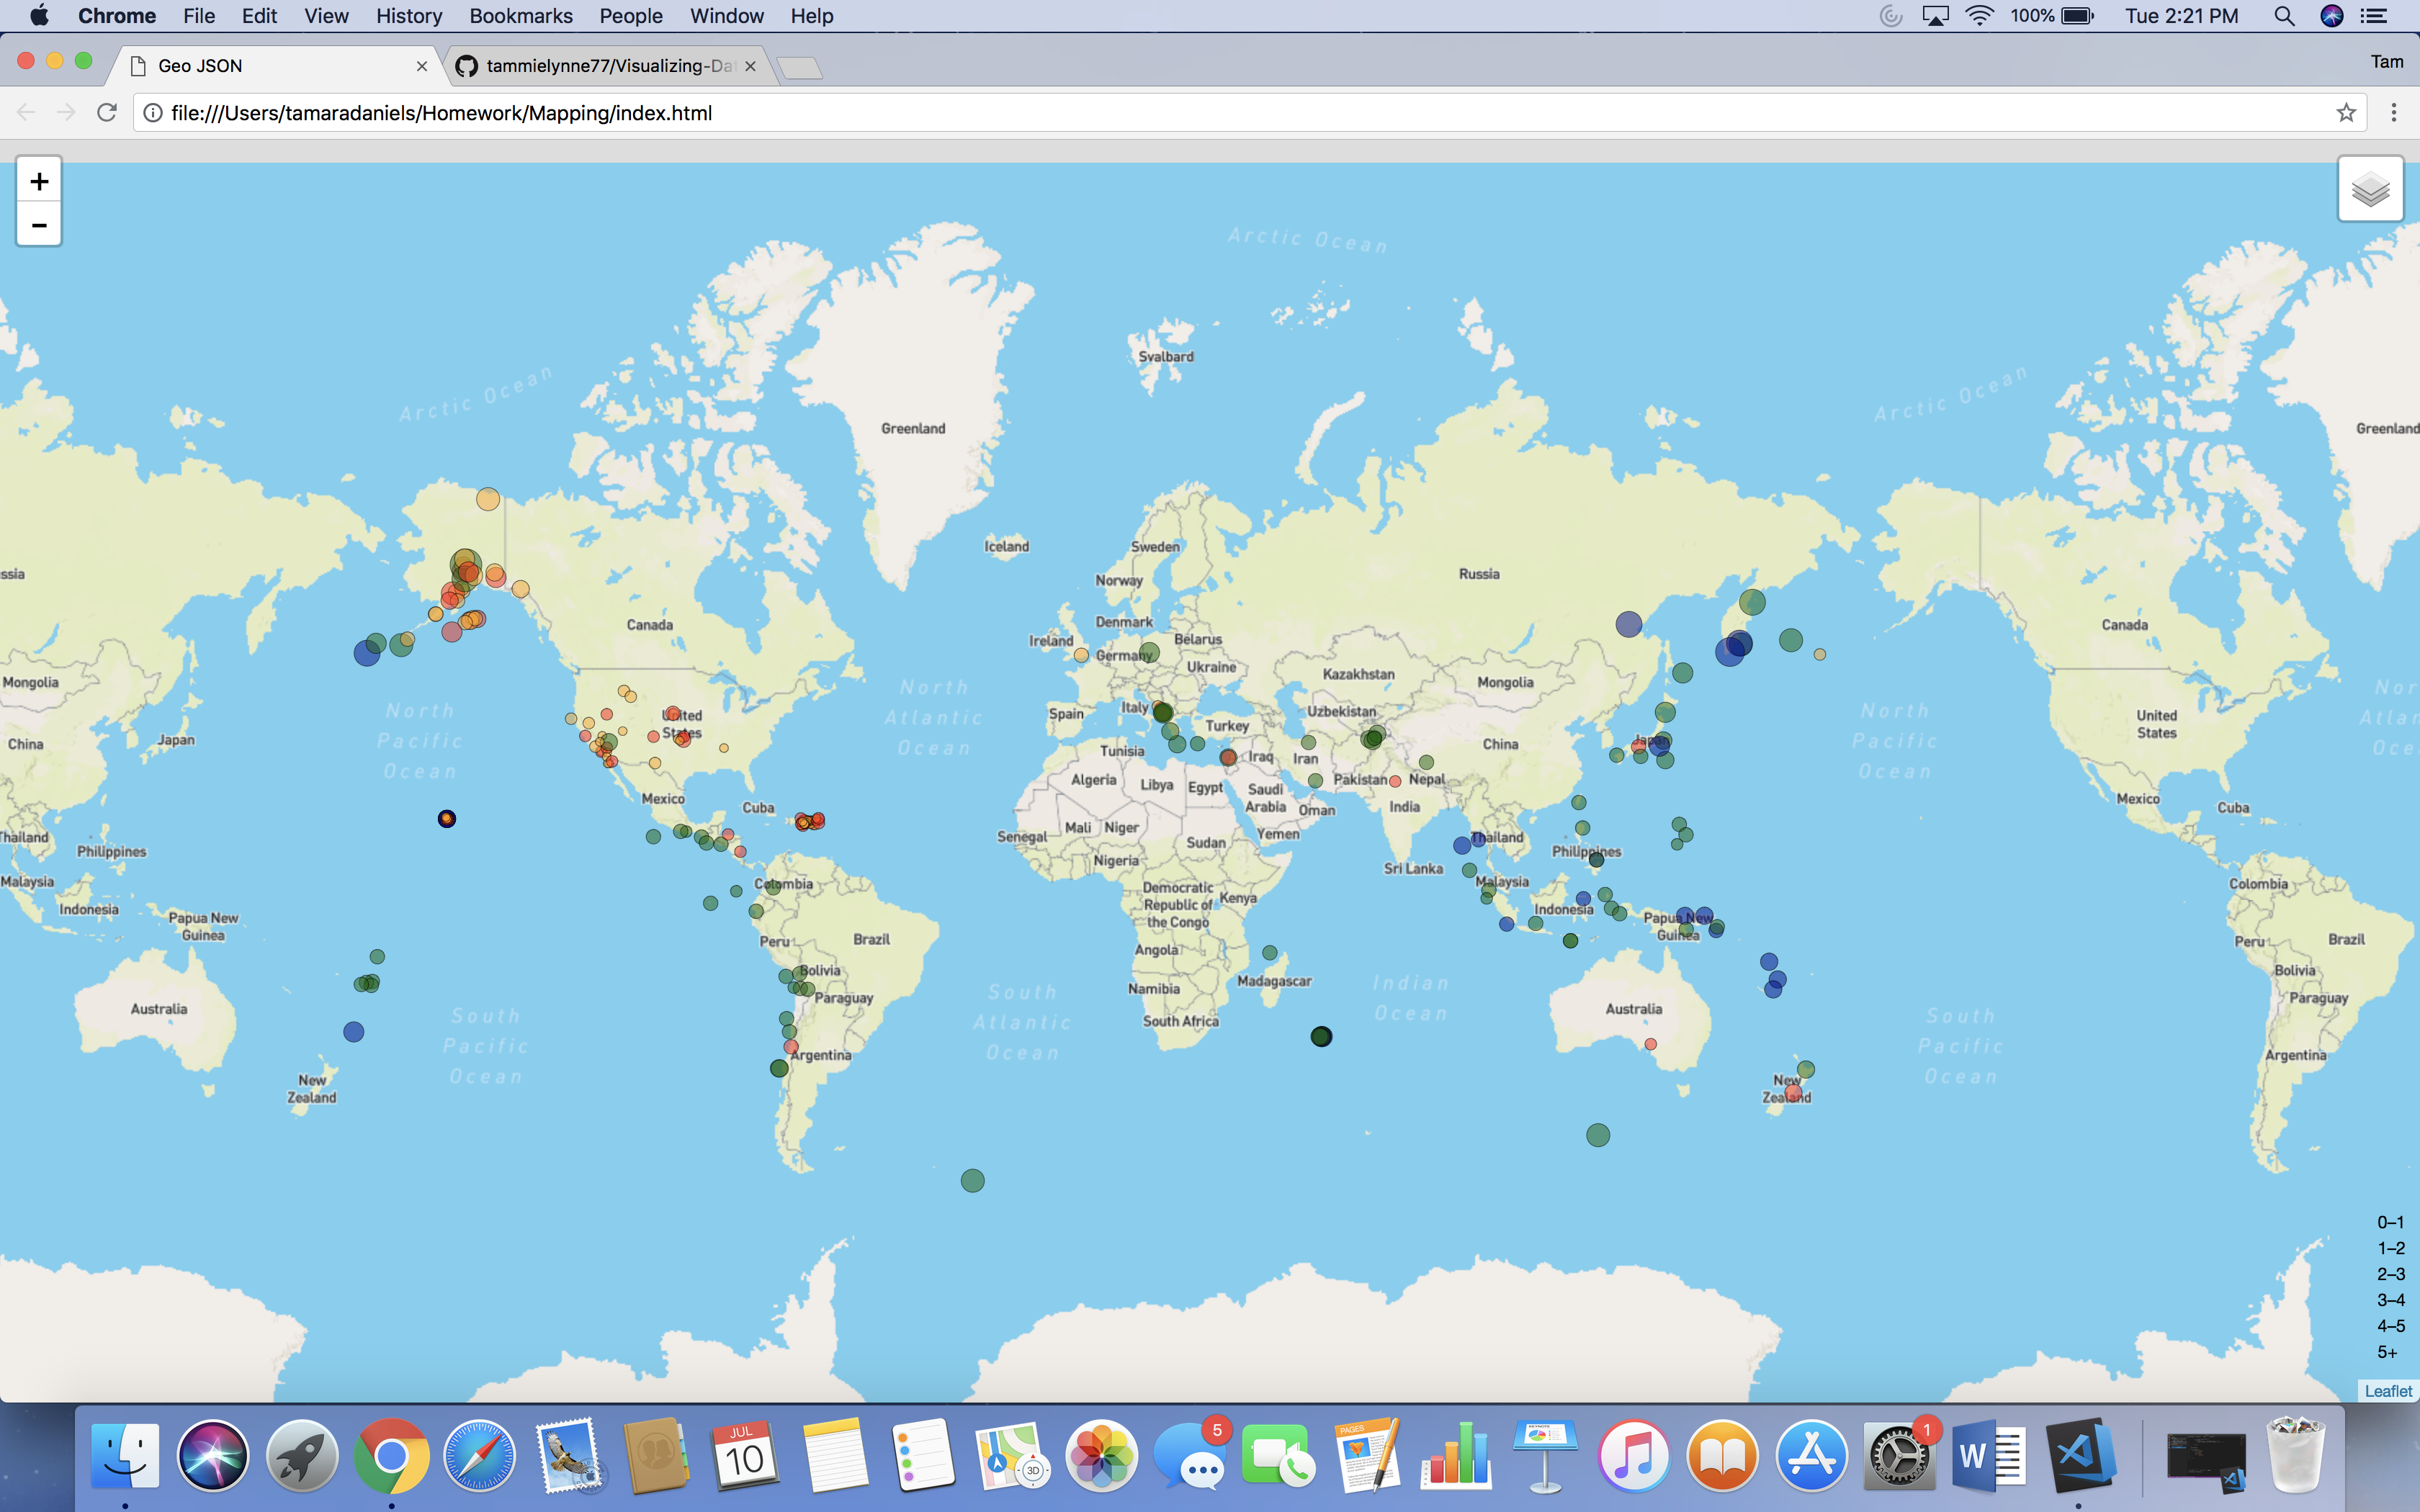 Chrome File Edit View History Bookmarks People Window Help 100% Tue 2:21 PM
Geo JSON tammielynne77/Visualizing-Da Tam
file:///Users/tamaradaniels/Homework/Mapping/index.html
+
−
Arctic Ocean
Svalbard
Arctic Ocean
Arctic Ocean
Greenland
Greenland
Iceland
Sweden
ssia
Russia
Norway
Canada
Denmark
Canada
Ireland
Belarus
Germany
Ukraine
Kazakhstan
Mongolia
Mongolia
North
Pacific
Ocean
North
Atlantic
Ocean
North
Pacific
Ocean
Nor
Atlan
Oce
United
States
United
States
Spain
Italy
Uzbekistan
Turkey
China
Japan
Tunisia
Iraq
Iran
China
Japan
Algeria
Libya
Egypt
Saudi
Arabia
Pakistan
Nepal
Mexico
Cuba
Oman
India
Mexico
Cuba
Thailand
Senegal
Mali
Niger
Sudan
Yemen
Thailand
Philippines
Nigeria
Philippines
Malaysia
Sri Lanka
Malaysia
Colombia
Democratic
Republic of
the Congo
Kenya
Colombia
Indonesia
Papua New
Guinea
Indonesia
Papua New
Guinea
Peru
Brazil
Angola
Peru
Brazil
Bolivia
Madagascar
Bolivia
Namibia
Paraguay
Paraguay
Australia
South
Pacific
Ocean
South
Atlantic
Ocean
South Africa
Indian
Ocean
Australia
South
Pacific
Ocean
Argentina
Argentina
New
Zealand
New
Zealand
0–1
1–2
2–3
3–4
4–5
5+
Leaflet
JUL
10
3D
5
PAGES
1
W